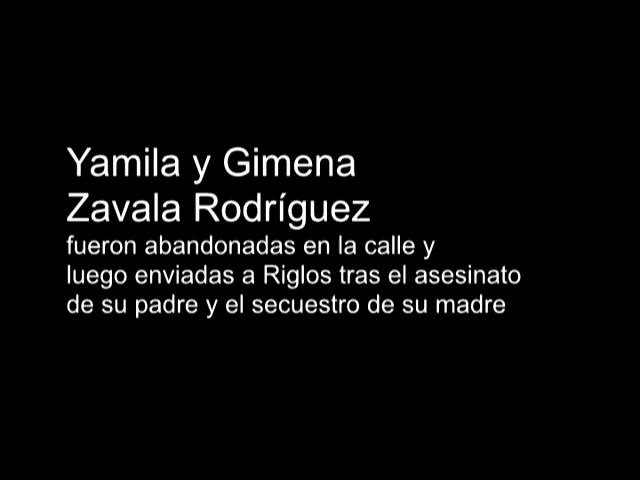 Yamila y Gimena
Zavala Rodríguez
fueron abandonadas en la calle y
luego enviadas a Riglos tras el asesinato
de su padre y el secuestro de su madre